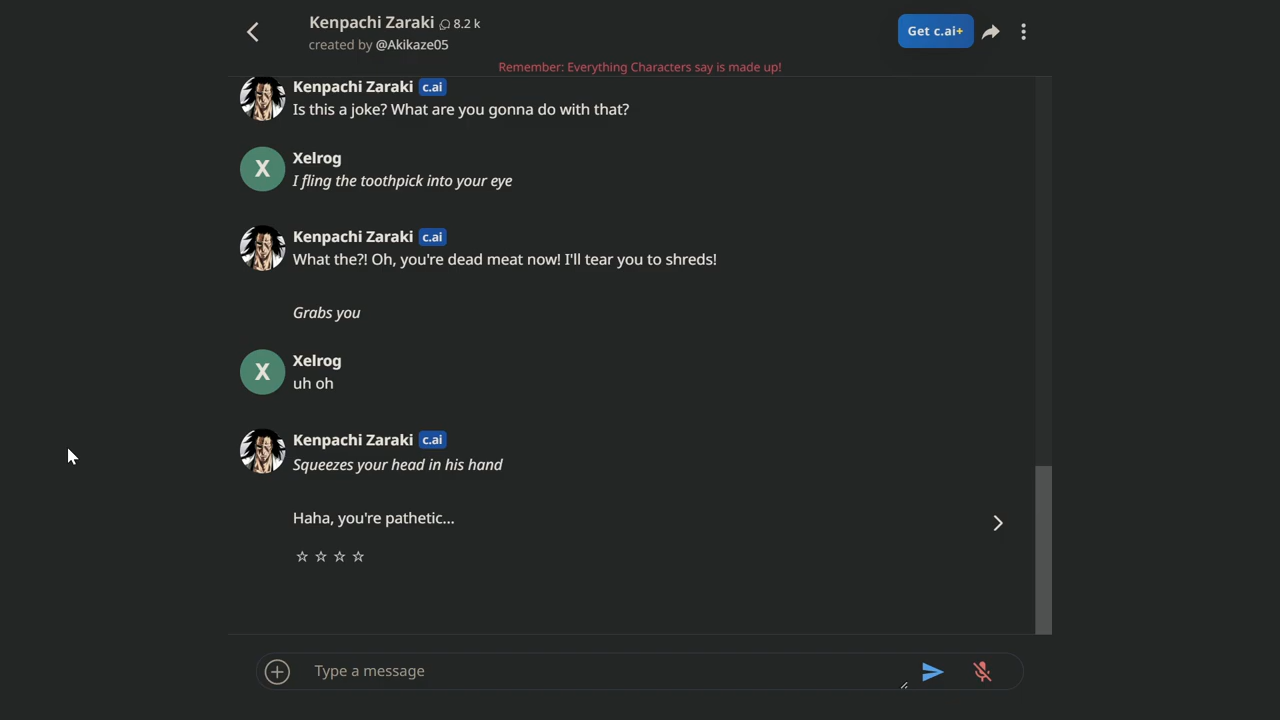 Kenpachi Zaraki 8.2 k
Get c.ai+
created by @Akikaze05
Remember: Everything Characters say is made up!
Kenpachi Zaraki c.ai
Is this a joke? What are you gonna do with that?
X
Xelrog
I fling the toothpick into your eye
Kenpachi Zaraki c.ai
What the?! Oh, you're dead meat now! I'll tear you to shreds!
Grabs you
X
Xelrog
uh oh
Kenpachi Zaraki c.ai
Squeezes your head in his hand
Haha, you're pathetic...
Type a message